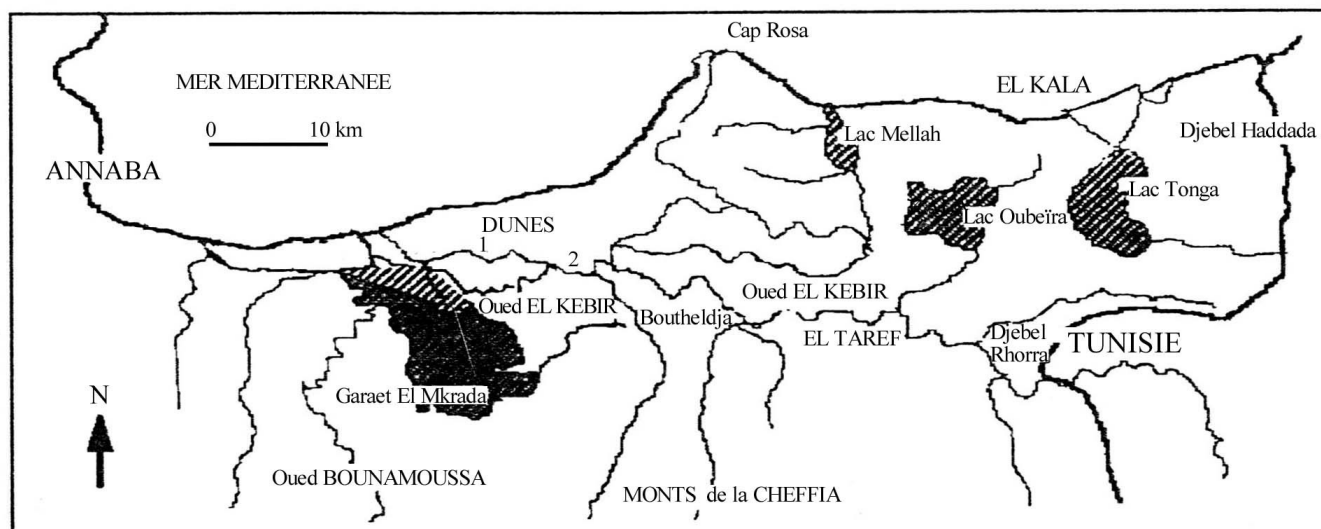 Cap Rosa
MER MEDITERRANEE
EL KALA
0 10 km
Lac Mellah
Djebel Haddada
ANNABA
Lac Tonga
Lac Oubeïra
DUNES
1
2
Oued EL KEBIR
Oued EL KEBIR
Boutheldja
EL TAREF
Djebel
Rhorra
TUNISIE
Garaet El Mkrada
N
Oued BOUNAMOUSSA
MONTS de la CHEFFIA